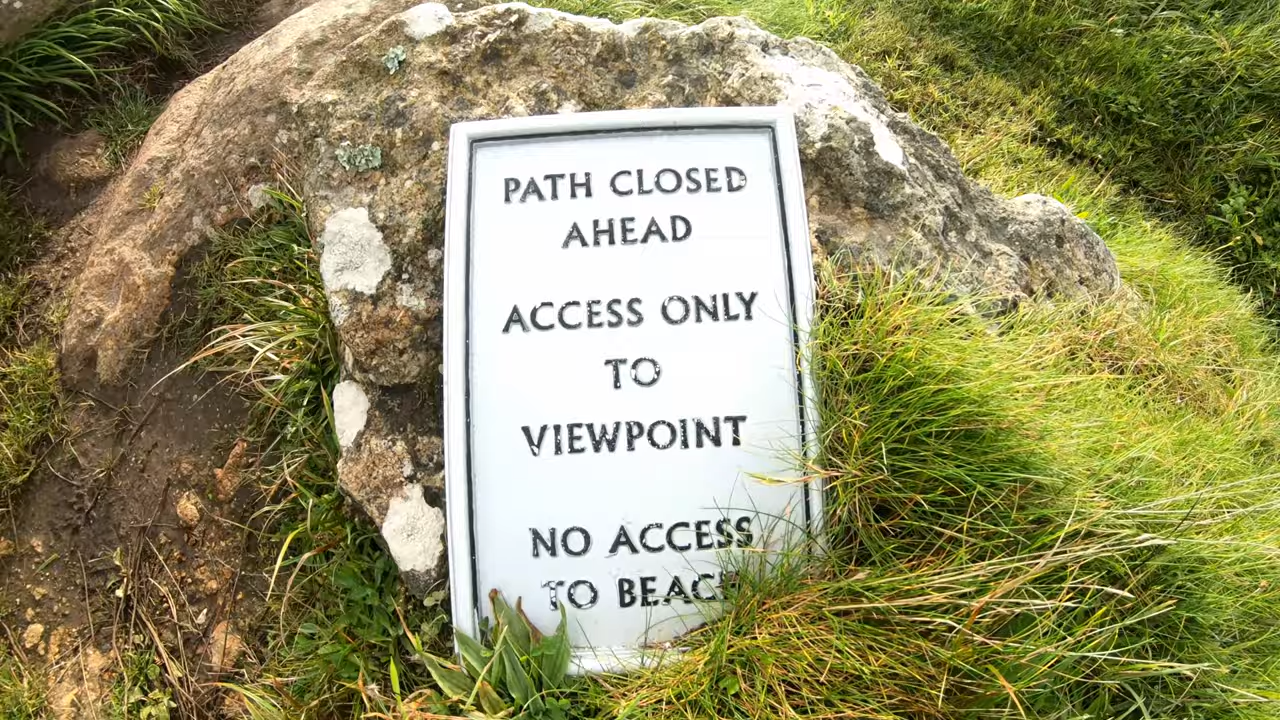 PATH CLOSED
AHEAD
ACCESS ONLY
TO
VIEWPOINT
NO ACCESS
TO BEACH